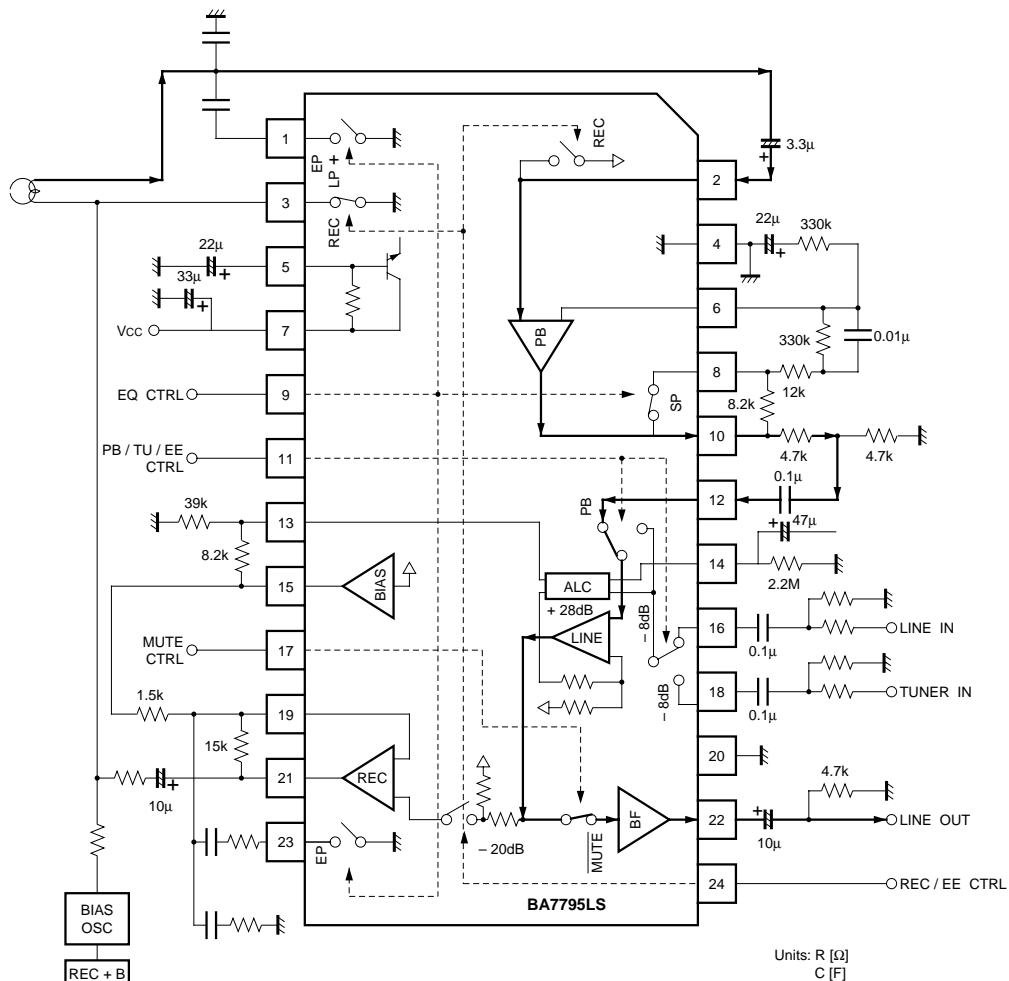 1
EP
LP +
REC
3.3µ
2
3
REC
4
22µ
330k
5
22µ
33µ
6
VCC
7
PB
330k
0.01µ
8
12k
EQ CTRL
9
SP
8.2k
10
4.7k
4.7k
PB / TU / EE
CTRL
11
0.1µ
12
PB
47µ
39k
13
14
8.2k
2.2M
ALC
+ 28dB
15
BIAS
– 8dB
16
LINE IN
0.1µ
LINE
MUTE
CTRL
17
18
TUNER IN
– 8dB
0.1µ
1.5k
19
20
15k
REC
21
10µ
4.7k
BF
22
LINE OUT
10µ
– 20dB
MUTE
23
EP
24
REC / EE CTRL
BA7795LS
BIAS
OSC
REC + B
Units: R [Ω]
C [F]